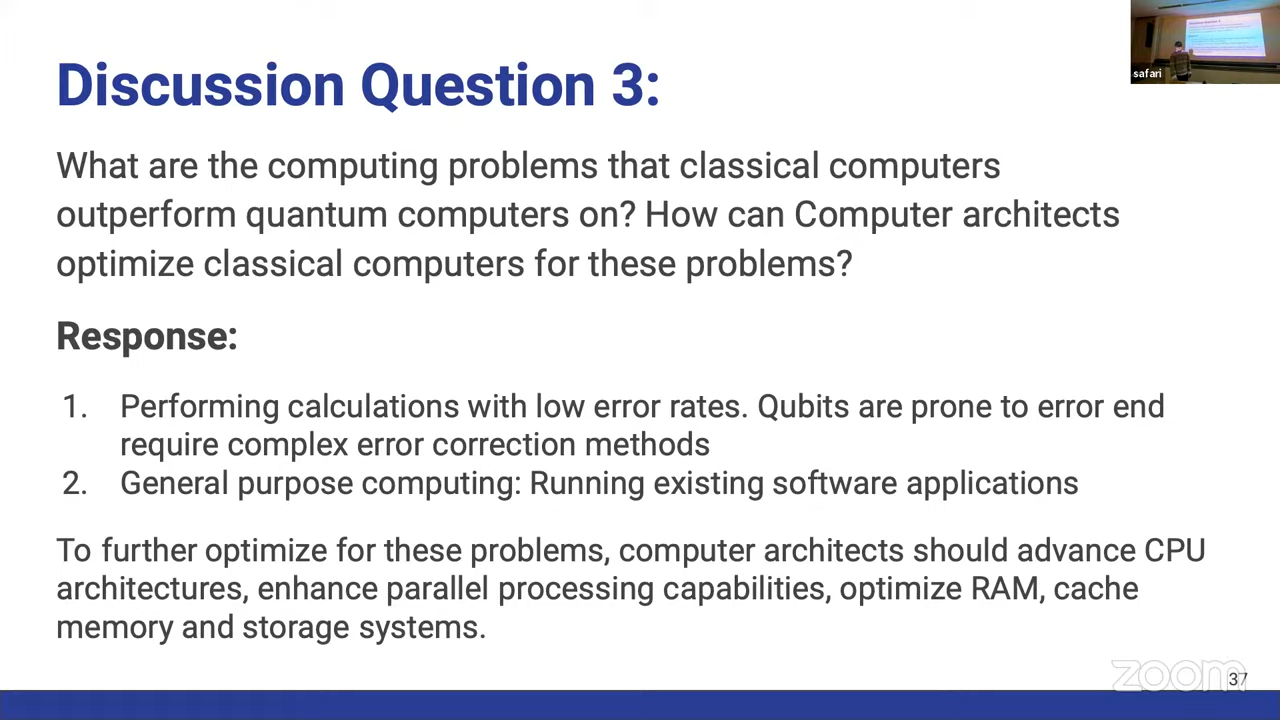 Discussion Question 3:
safari
What are the computing problems that classical computers
outperform quantum computers on? How can Computer architects
optimize classical computers for these problems?
Response:
1. Performing calculations with low error rates. Qubits are prone to error end
require complex error correction methods
2. General purpose computing: Running existing software applications
To further optimize for these problems, computer architects should advance CPU
architectures, enhance parallel processing capabilities, optimize RAM, cache
memory and storage systems.
zoom
37